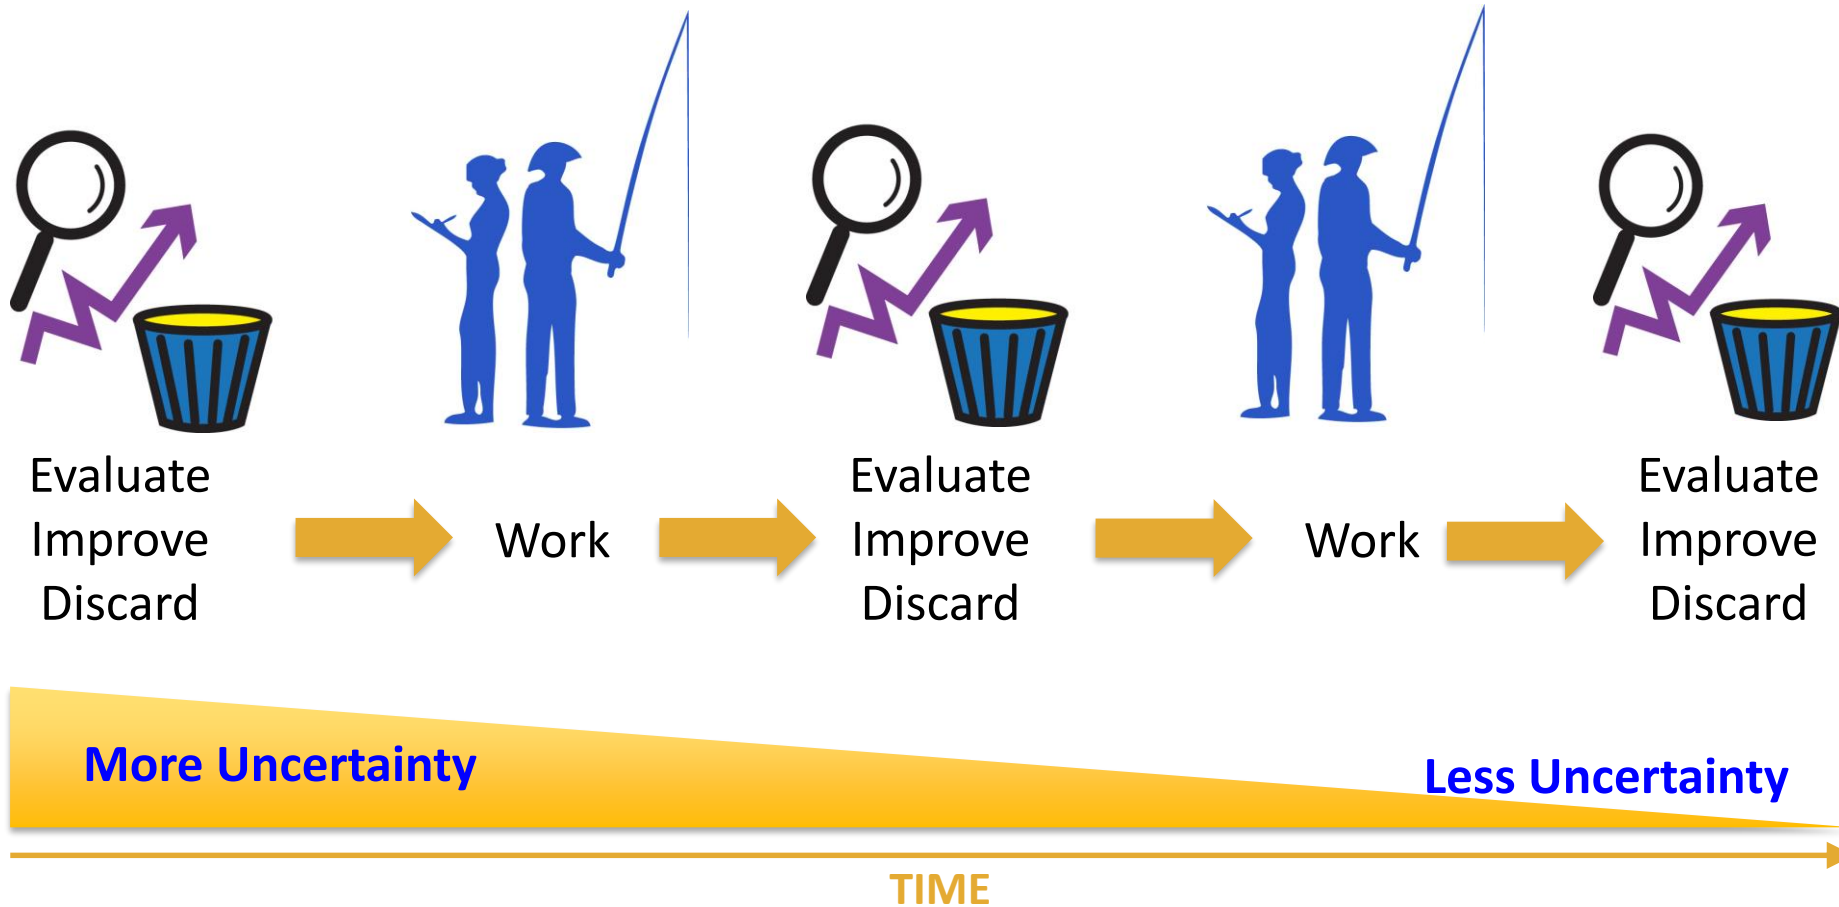 Evaluate
Improve
Discard
Work
Evaluate
Improve
Discard
Work
Evaluate
Improve
Discard
More Uncertainty
Less Uncertainty
TIME